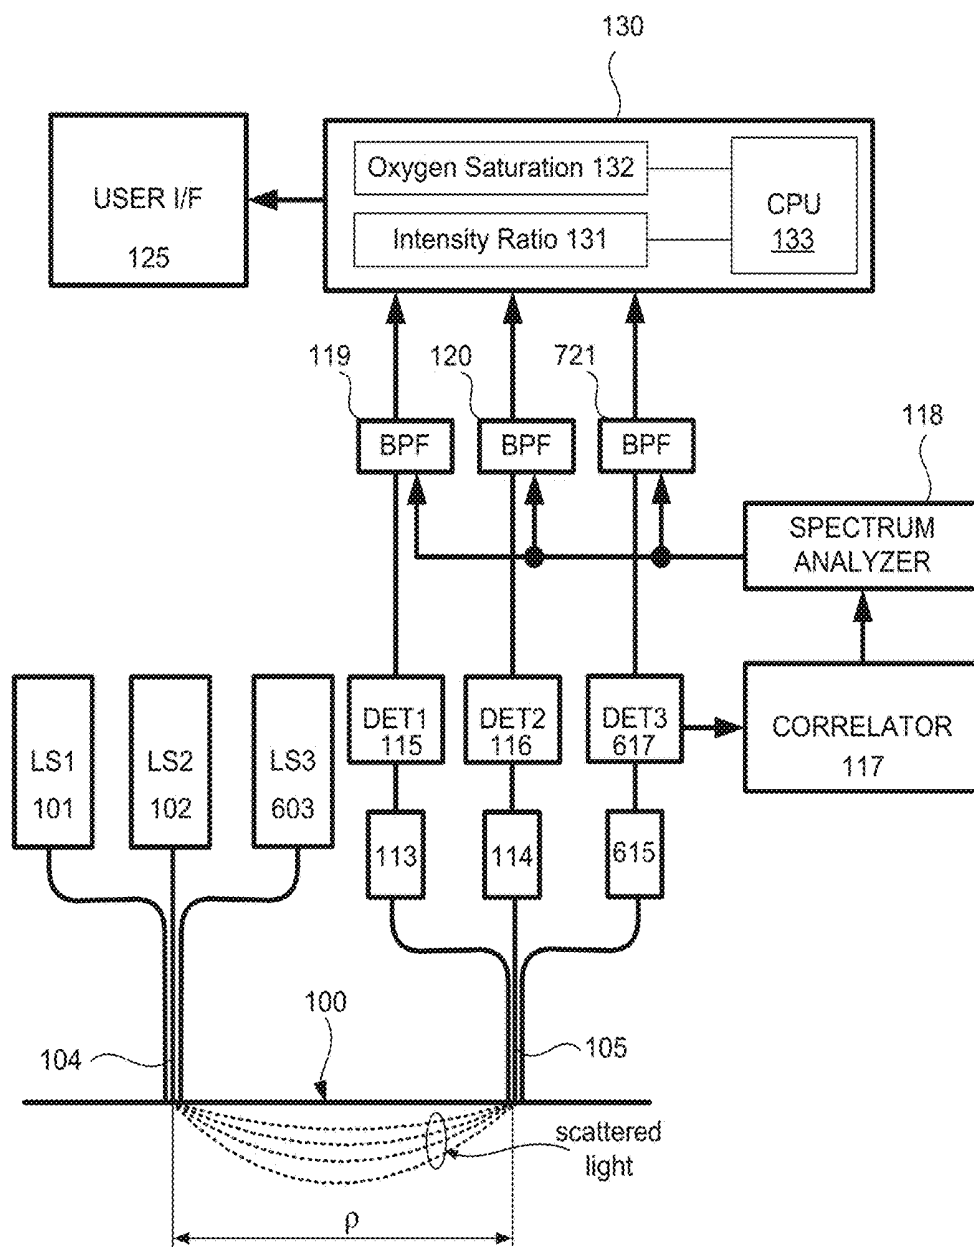 130
USER I/F
125
Oxygen Saturation 132
Intensity Ratio 131
CPU
133
119
120
721
118
BPF
BPF
BPF
SPECTRUM
ANALYZER
LS1
101
LS2
102
LS3
603
DET1
115
DET2
116
DET3
617
CORRELATOR
117
113
114
615
100
104
105
scattered
light
ρ